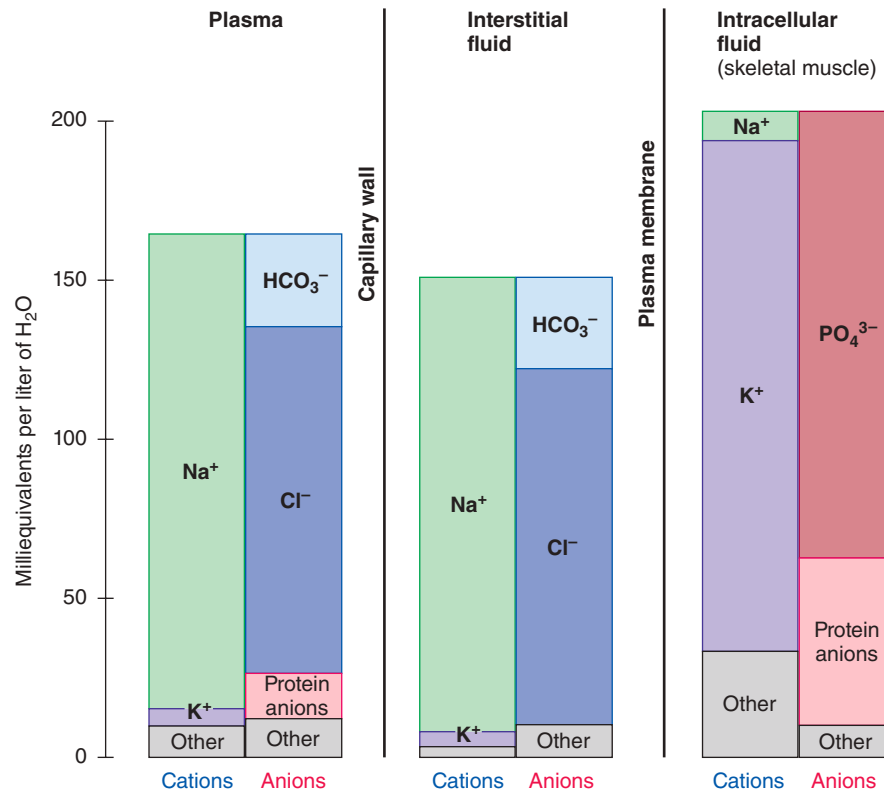 Plasma
Interstitial
fluid
Intracellular
fluid
(skeletal muscle)
Milliequivalents per liter of H₂O
200
150
100
50
0
Na⁺
K⁺
Other
HCO₃⁻
Cl⁻
Protein
anions
Other
Cations
Anions
Capillary wall
Na⁺
K⁺
HCO₃⁻
Cl⁻
Other
Cations
Anions
Plasma membrane
Na⁺
K⁺
Other
PO₄³⁻
Protein
anions
Other
Cations
Anions